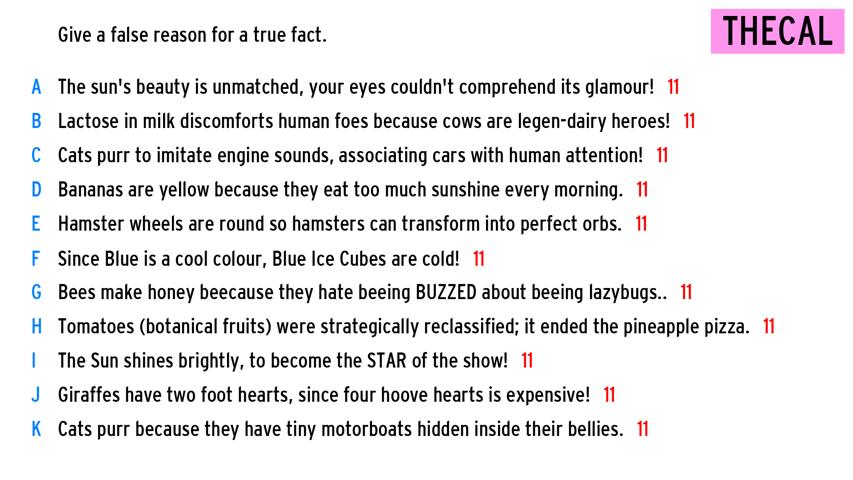 Give a false reason for a true fact.
THECAL
A The sun's beauty is unmatched, your eyes couldn't comprehend its glamour! 11
B Lactose in milk discomforts human foes because cows are legen-dairy heroes! 11
C Cats purr to imitate engine sounds, associating cars with human attention! 11
D Bananas are yellow because they eat too much sunshine every morning. 11
E Hamster wheels are round so hamsters can transform into perfect orbs. 11
F Since Blue is a cool colour, Blue Ice Cubes are cold! 11
G Bees make honey beecause they hate beeing BUZZED about beeing lazybugs.. 11
H Tomatoes (botanical fruits) were strategically reclassified; it ended the pineapple pizza. 11
I The Sun shines brightly, to become the STAR of the show! 11
J Giraffes have two foot hearts, since four hoove hearts is expensive! 11
K Cats purr because they have tiny motorboats hidden inside their bellies. 11